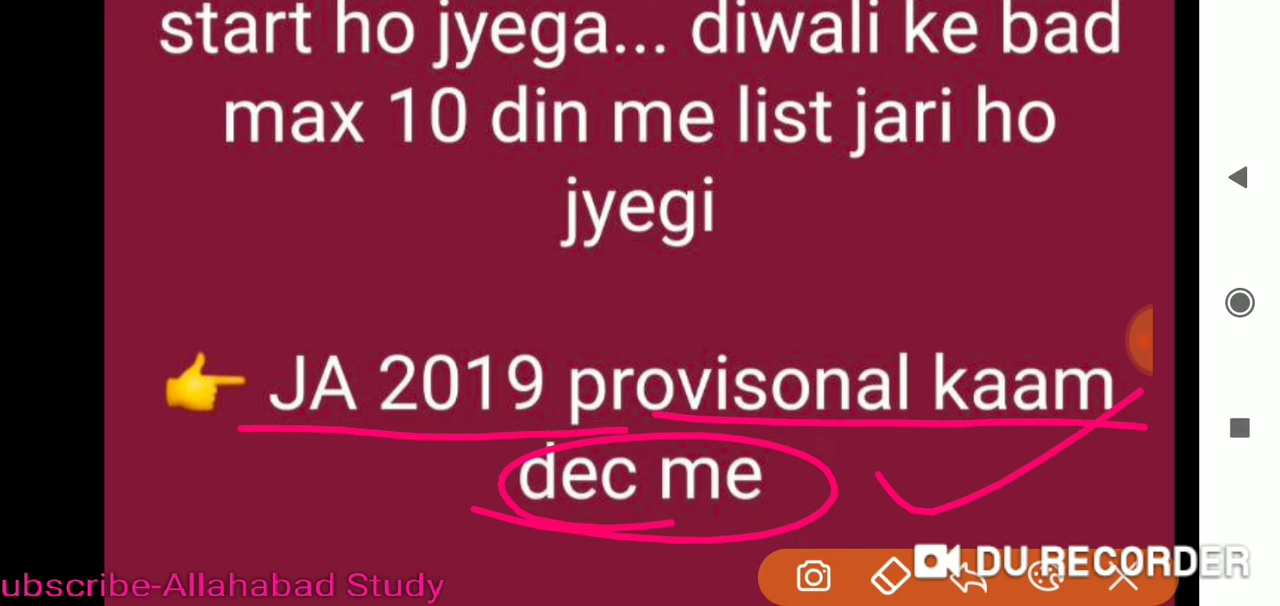 start ho jyega... diwali ke bad
max 10 din me list jari ho
jyegi
👉 JA 2019 provisonal kaam
dec me
DU RECORDER
ubscribe-Allahabad Study